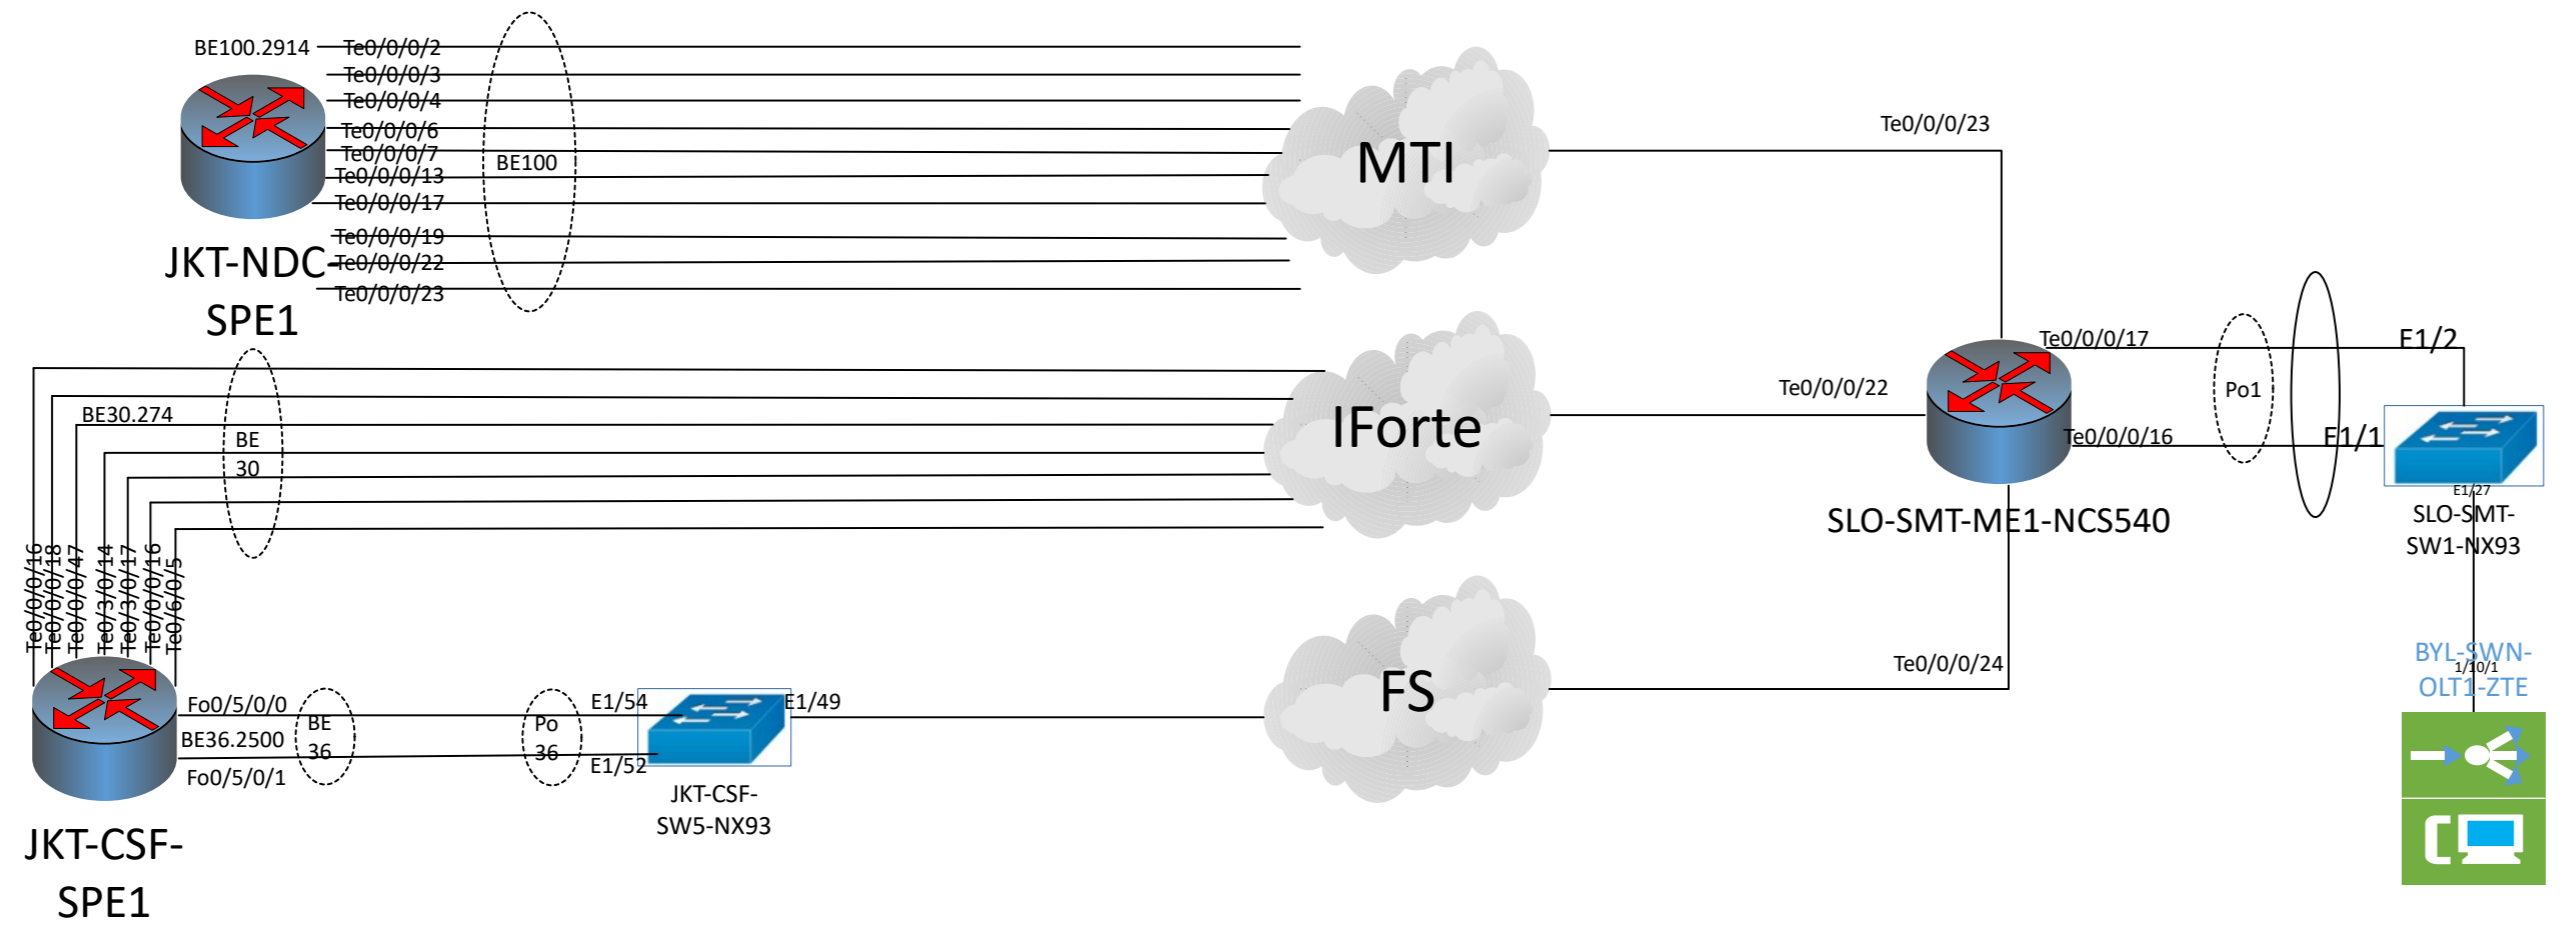 BE100.2914
Te0/0/0/2
Te0/0/0/3
Te0/0/0/4
Te0/0/0/6
Te0/0/0/7
Te0/0/0/13
Te0/0/0/17
Te0/0/0/19
Te0/0/0/22
Te0/0/0/23
BE100
JKT-NDC-
SPE1
MTI
Te0/0/0/23
BE30.274
BE
30
IForte
Te0/0/0/22
Te0/0/0/17
Te0/0/0/16
Po1
E1/2
E1/1
SLO-SMT-ME1-NCS540
E1/27
SLO-SMT-
SW1-NX93
Te0/0/0/16
Te0/0/0/18
Te0/0/0/47
Te0/3/0/14
Te0/3/0/17
Te0/0/0/16
Te0/6/0/5
Fo0/5/0/0
BE36.2500
Fo0/5/0/1
BE
36
Po
36
E1/54
E1/52
E1/49
JKT-CSF-
SW5-NX93
JKT-CSF-
SPE1
FS
Te0/0/0/24
BYL-SWN-
1/10/1
OLT1-ZTE